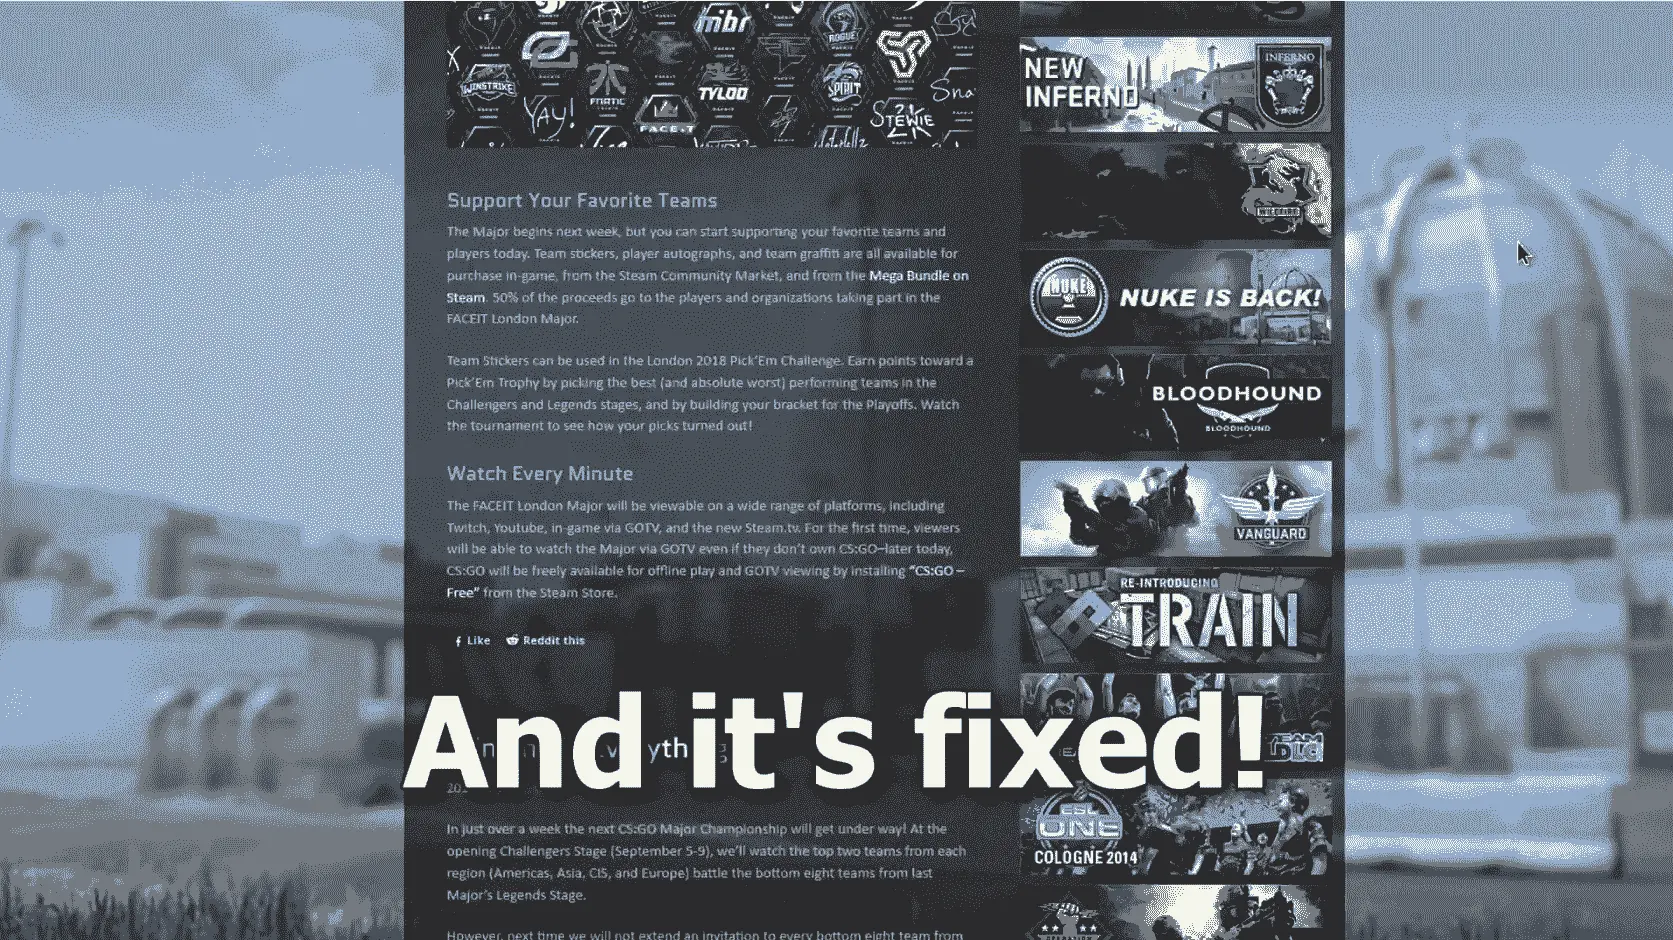 mbr
ROGUE
WINSTRIKE
FNATIC
TYLOO
SPIRIT
YAY!
FACEIT
STEWIE
2K
Support Your Favorite Teams
The Major begins next week, but you can start supporting your favorite teams and
players today. Team stickers, player autographs, and team graffiti are all available for
purchase in-game, from the Steam Community Market, and from the Mega Bundle on
Steam. 50% of the proceeds go to the players and organizations taking part in the
FACEIT London Major.
Team Stickers can be used in the London 2018 Pick'Em Challenge. Earn points toward a
Pick'Em Trophy by picking the best (and absolute worst) performing teams in the
Challengers and Legends stages, and by building your bracket for the Playoffs. Watch
the tournament to see how your picks turned out!
Watch Every Minute
The FACEIT London Major will be viewable on a wide range of platforms, including
Twitch, Youtube, in-game via GOTV, and the new Steam.tv. For the first time, viewers
will be able to watch the Major via GOTV even if they don't own CS:GO–later today,
CS:GO will be freely available for offline play and GOTV viewing by installing "CS:GO –
Free" from the Steam Store.
Like
Reddit this
And it's fixed!
In just over a week the next CS:GO Major Championship will get under way! At the
opening Challengers Stage (September 5-9), we'll watch the top two teams from each
region (Americas, Asia, CIS, and Europe) battle the bottom eight teams from last
Major's Legends Stage.
However, next time we will not extend an invitation to every bottom eight team from
NEW
INFERNO
INFERNO
NUKE
NUKE IS BACK!
BLOODHOUND
BLOODHOUND
VANGUARD
RE-INTRODUCING
TRAIN
ESL
ONE
COLOGNE 2014